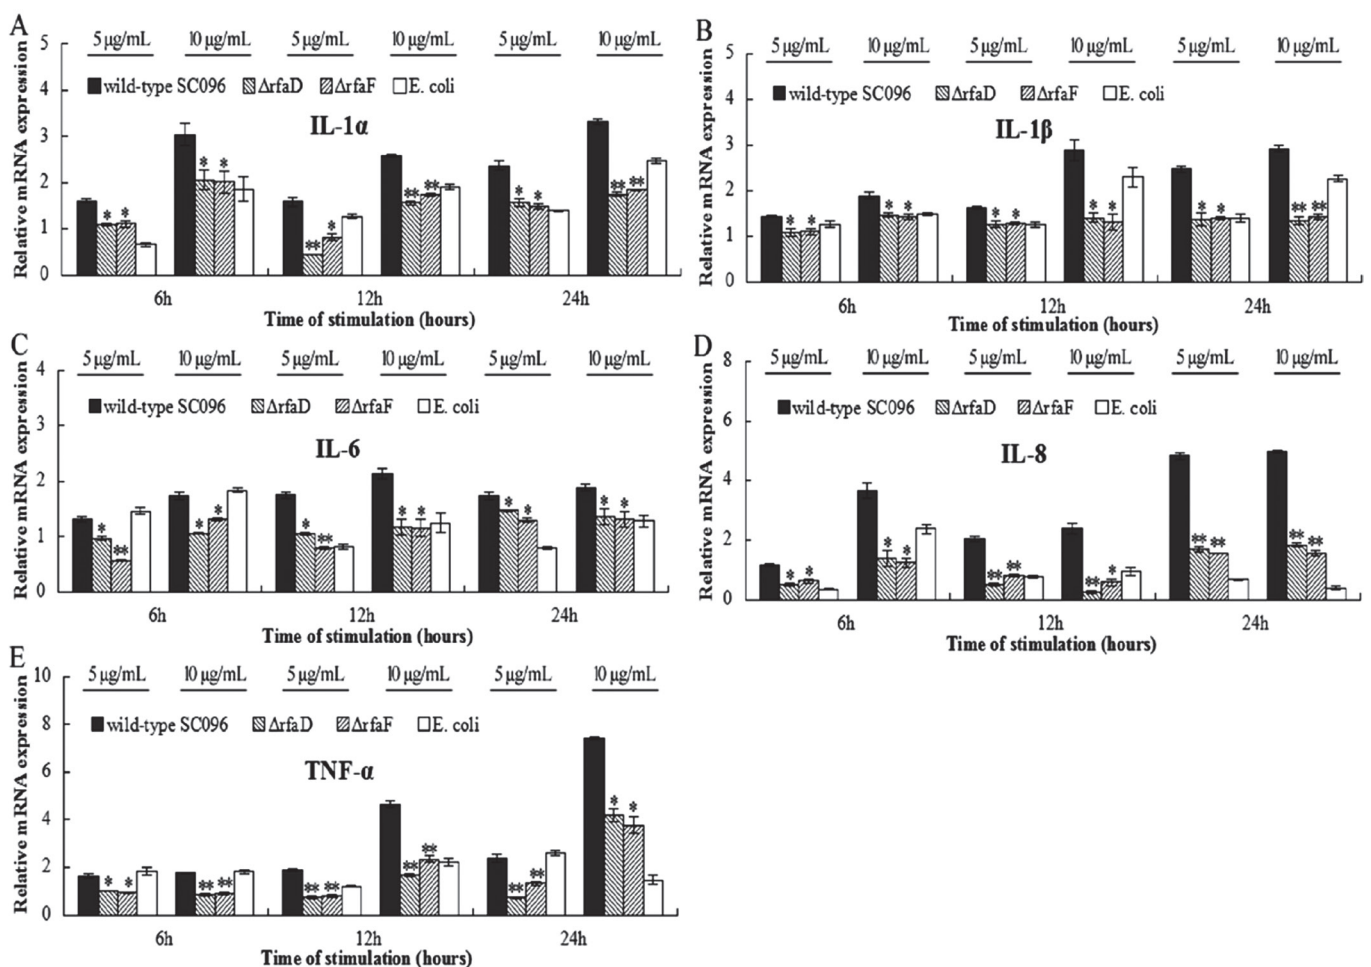 A
5 µg/mL 10 µg/mL 5 µg/mL 10 µg/mL 5 µg/mL 10 µg/mL
wild-type SC096 ΔrfaD ΔrfaF E. coli
IL-1α
Relative mRNA expression
5
4
3
2
1
0
* * * * ** * ** ** * * ** **
6h 12h 24h
Time of stimulation (hours)
B
5 µg/mL 10 µg/mL 5 µg/mL 10 µg/mL 5 µg/mL 10 µg/mL
wild-type SC096 ΔrfaD ΔrfaF E. coli
IL-1β
Relative mRNA expression
5
4
3
2
1
0
* * * * * * * * * * ** **
6h 12h 24h
Time of stimulation (hours)
C
5 µg/mL 10 µg/mL 5 µg/mL 10 µg/mL 5 µg/mL 10 µg/mL
wild-type SC096 ΔrfaD ΔrfaF E. coli
IL-6
Relative mRNA expression
4
3
2
1
0
* ** * * * ** * * * * * *
6h 12h 24h
Time of stimulation (hours)
D
5 µg/mL 10 µg/mL 5 µg/mL 10 µg/mL 5 µg/mL 10 µg/mL
wild-type SC096 ΔrfaD ΔrfaF E. coli
IL-8
Relative mRNA expression
8
6
4
2
0
* * * * ** ** ** * ** ** ** **
6h 12h 24h
Time of stimulation (hours)
E
5 µg/mL 10 µg/mL 5 µg/mL 10 µg/mL 5 µg/mL 10 µg/mL
wild-type SC096 ΔrfaD ΔrfaF E. coli
TNF-α
Relative mRNA expression
10
8
6
4
2
0
* * ** ** ** ** ** ** ** ** * *
6h 12h 24h
Time of stimulation (hours)